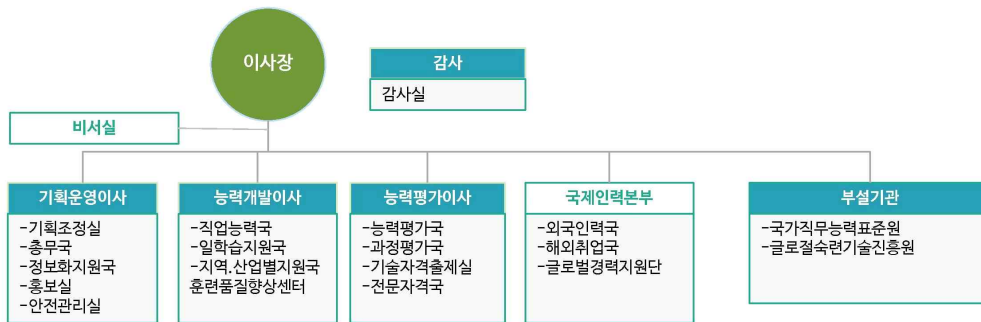 이사장
감사
감사실
비서실
기획운영이사
-기획조정실
-총무국
-정보화지원국
-홍보실
-안전관리실
능력개발이사
-직업능력국
-일학습지원국
-지역.산업별지원국
훈련품질향상센터
능력평가이사
-능력평가국
-과정평가국
-기술자격출제실
-전문자격국
국제인력본부
-외국인력국
-해외취업국
-글로벌경력지원단
부설기관
-국가직무능력표준원
-글로절숙련기술진흥원